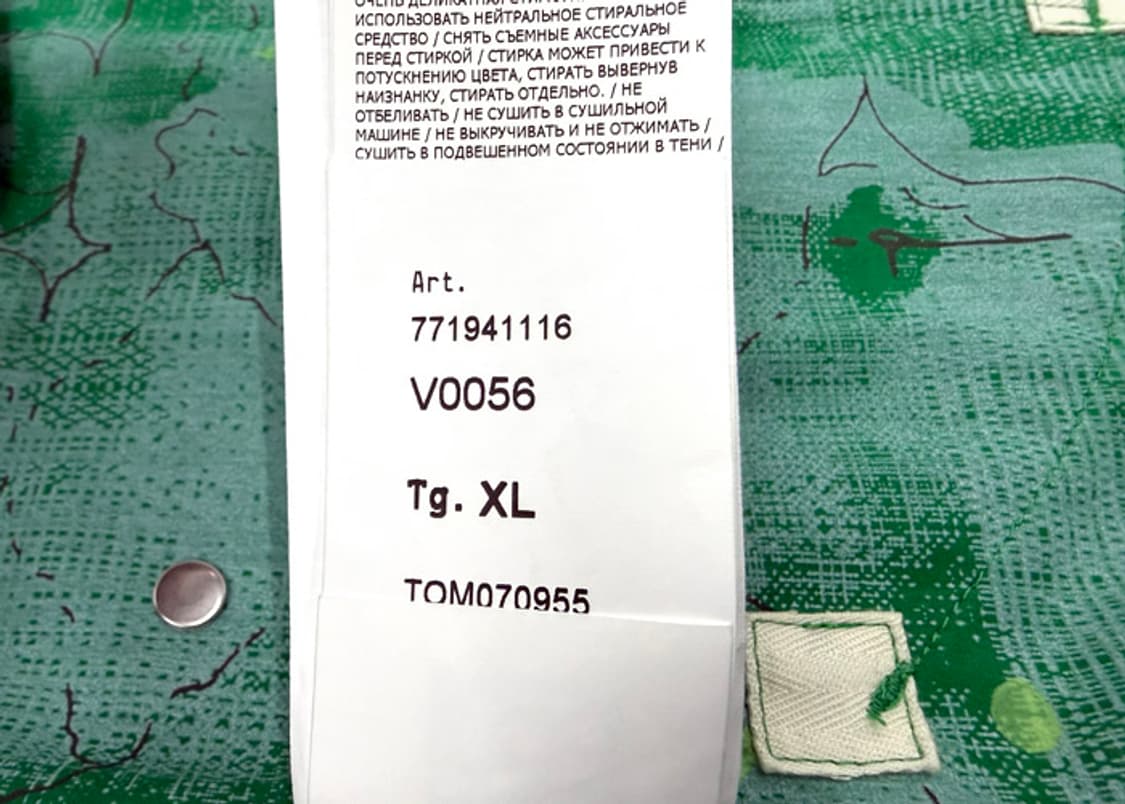 ОЧЕНЬ ДЕЛИКАТНАЯ
ИСПОЛЬЗОВАТЬ НЕЙТРАЛЬНОЕ СТИРАЛЬНОЕ
СРЕДСТВО / СНЯТЬ СЪЕМНЫЕ АКСЕССУАРЫ
ПЕРЕД СТИРКОЙ / СТИРКА МОЖЕТ ПРИВЕСТИ К
ПОТУСКНЕНИЮ ЦВЕТА, СТИРАТЬ ВЫВЕРНУВ
НАИЗНАНКУ, СТИРАТЬ ОТДЕЛЬНО. / НЕ
ОТБЕЛИВАТЬ / НЕ СУШИТЬ В СУШИЛЬНОЙ
МАШИНЕ / НЕ ВЫКРУЧИВАТЬ И НЕ ОТЖИМАТЬ /
СУШИТЬ В ПОДВЕШЕННОМ СОСТОЯНИИ В ТЕНИ /
Art.
771941116
V0056
Tg. XL
TOM070955